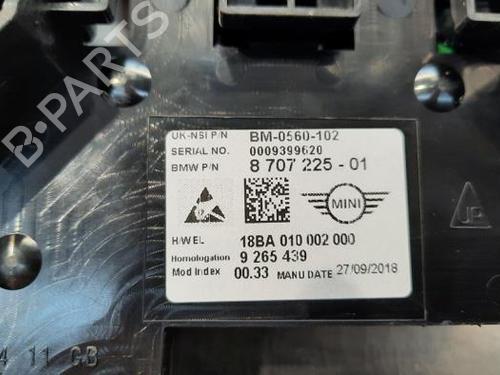 UK-NSI P/N BM-0560-102
SERIAL NO. 0009399620
BMW P/N 8 707 225 - 01
MINI
H/W EL 18BA 010 002 000
Homologation 9 265 439
Mod Index 00.33 MANU DATE 27/09/2018
4 11 GB
B-PARTS